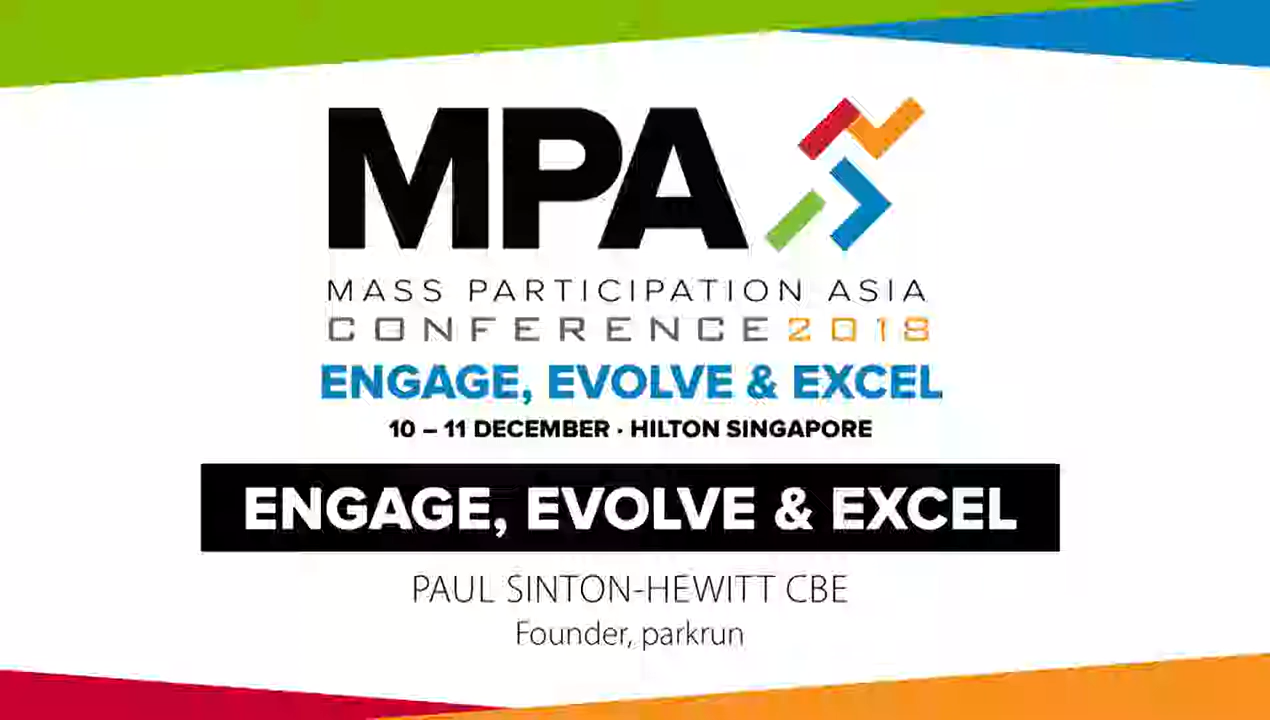 MPA
MASS PARTICIPATION ASIA
CONFERENCE2018
ENGAGE, EVOLVE & EXCEL
10 – 11 DECEMBER · HILTON SINGAPORE
ENGAGE, EVOLVE & EXCEL
PAUL SINTON-HEWITT CBE
Founder, parkrun